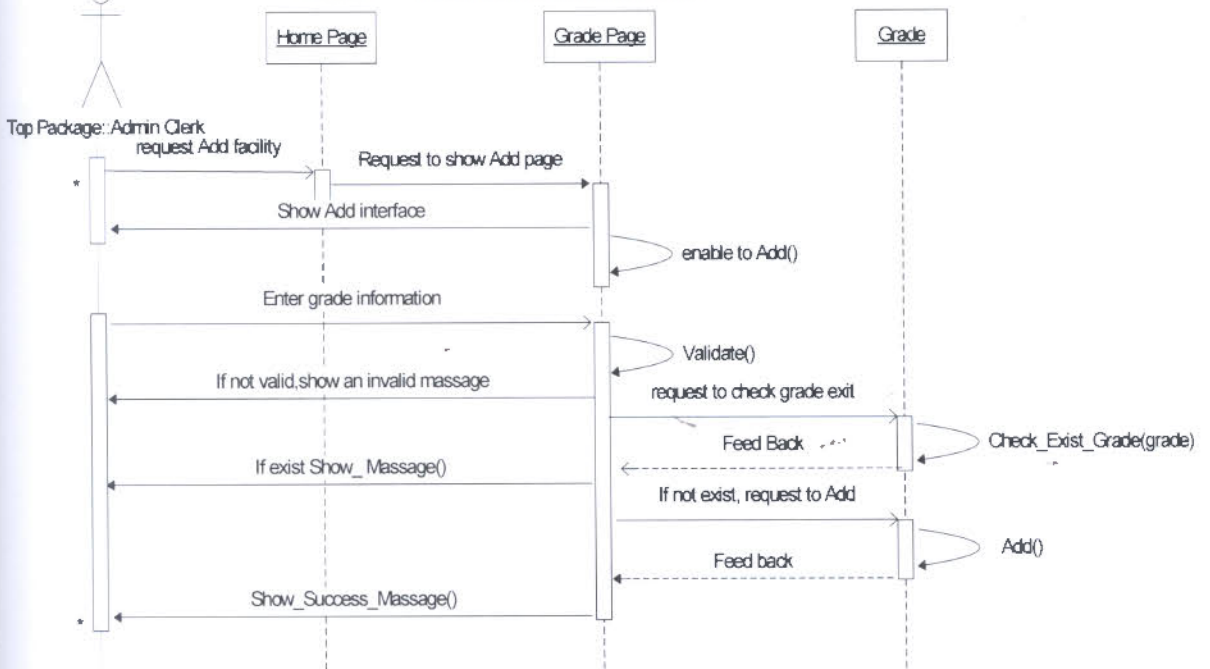 Home Page
Grade Page
Grade
Top Package::Admin Clerk
request Add facility
Request to show Add page
*
Show Add interface
enable to Add()
Enter grade information
Validate()
If not valid,show an invalid massage
request to check grade exit
Feed Back
Check_Exist_Grade(grade)
If exist Show_ Massage()
If not exist, request to Add
Add()
Feed back
Show_Success_Massage()
*